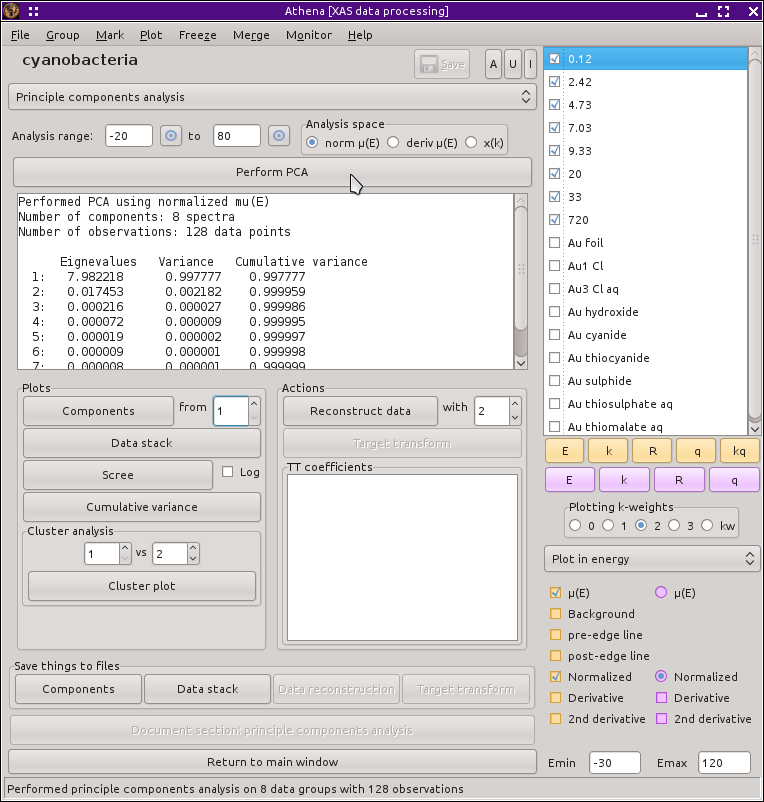 Athena [XAS data processing]
File Group Mark Plot Freeze Merge Monitor Help
cyanobacteria
Save
A U I
Principle components analysis
Analysis range: -20 to 80
Analysis space
norm μ(E) deriv μ(E) χ(k)
Perform PCA
Performed PCA using normalized mu(E)
Number of components: 8 spectra
Number of observations: 128 data points
Eignevalues Variance Cumulative variance
1: 7.982218 0.997777 0.997777
2: 0.017453 0.002182 0.999959
3: 0.000216 0.000027 0.999986
4: 0.000072 0.000009 0.999995
5: 0.000019 0.000002 0.999997
6: 0.000009 0.000001 0.999998
7: 0.000008 0.000001 0.999999
Plots
Components from 1
Data stack
Scree Log
Cumulative variance
Cluster analysis
1 vs 2
Cluster plot
Actions
Reconstruct data with 2
Target transform
TT coefficients
Save things to files
Components Data stack Data reconstruction Target transform
Document section: principle components analysis
Return to main window
Performed principle components analysis on 8 data groups with 128 observations
0.12
2.42
4.73
7.03
9.33
20
33
720
Au foil
Au1 Cl
Au3 Cl aq
Au hydroxide
Au cyanide
Au thiocyanide
Au sulphide
Au thiosulphate aq
Au thiomalate aq
E k R q kq
E k R q
Plotting k-weights
0 1 2 3 kw
Plot in energy
μ(E) μ(E)
Background
pre-edge line
post-edge line
Normalized Normalized
Derivative Derivative
2nd derivative 2nd derivative
Emin -30 Emax 120